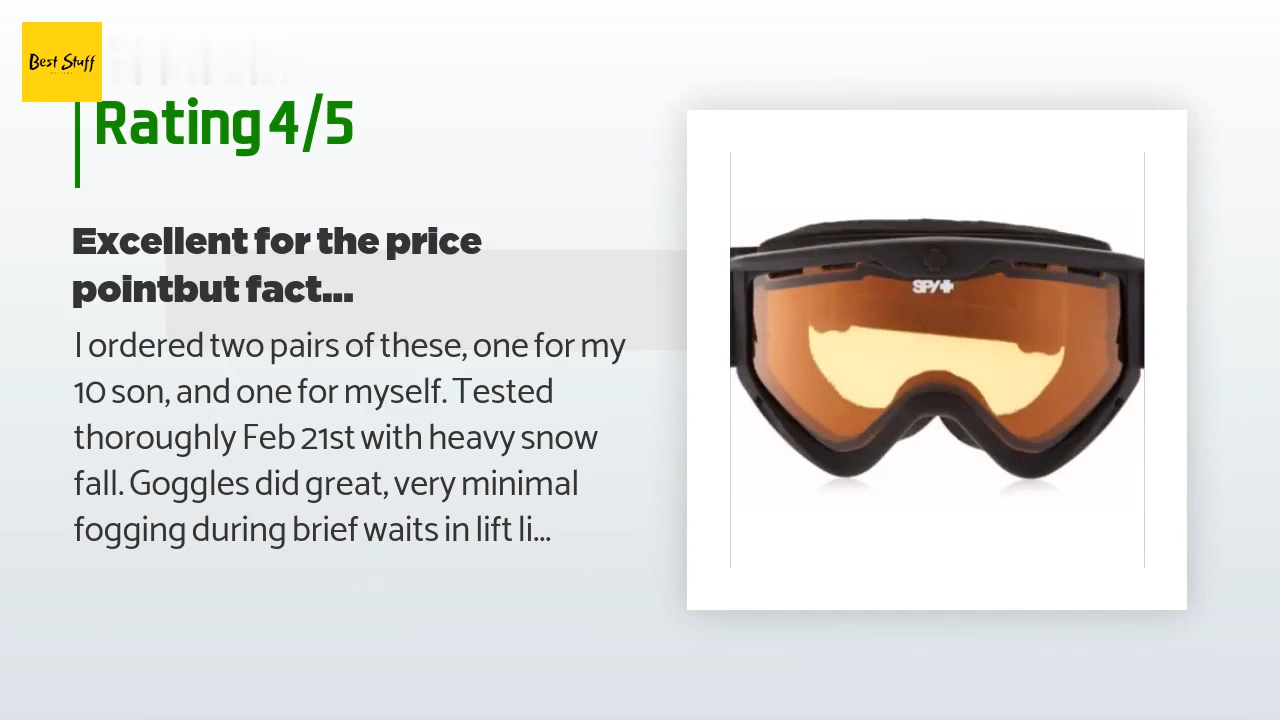 Best Stuff
Rating 4/5
Excellent for the price
pointbut fact...
I ordered two pairs of these, one for my
10 son, and one for myself. Tested
thoroughly Feb 21st with heavy snow
fall. Goggles did great, very minimal
fogging during brief waits in lift li...
SPY+